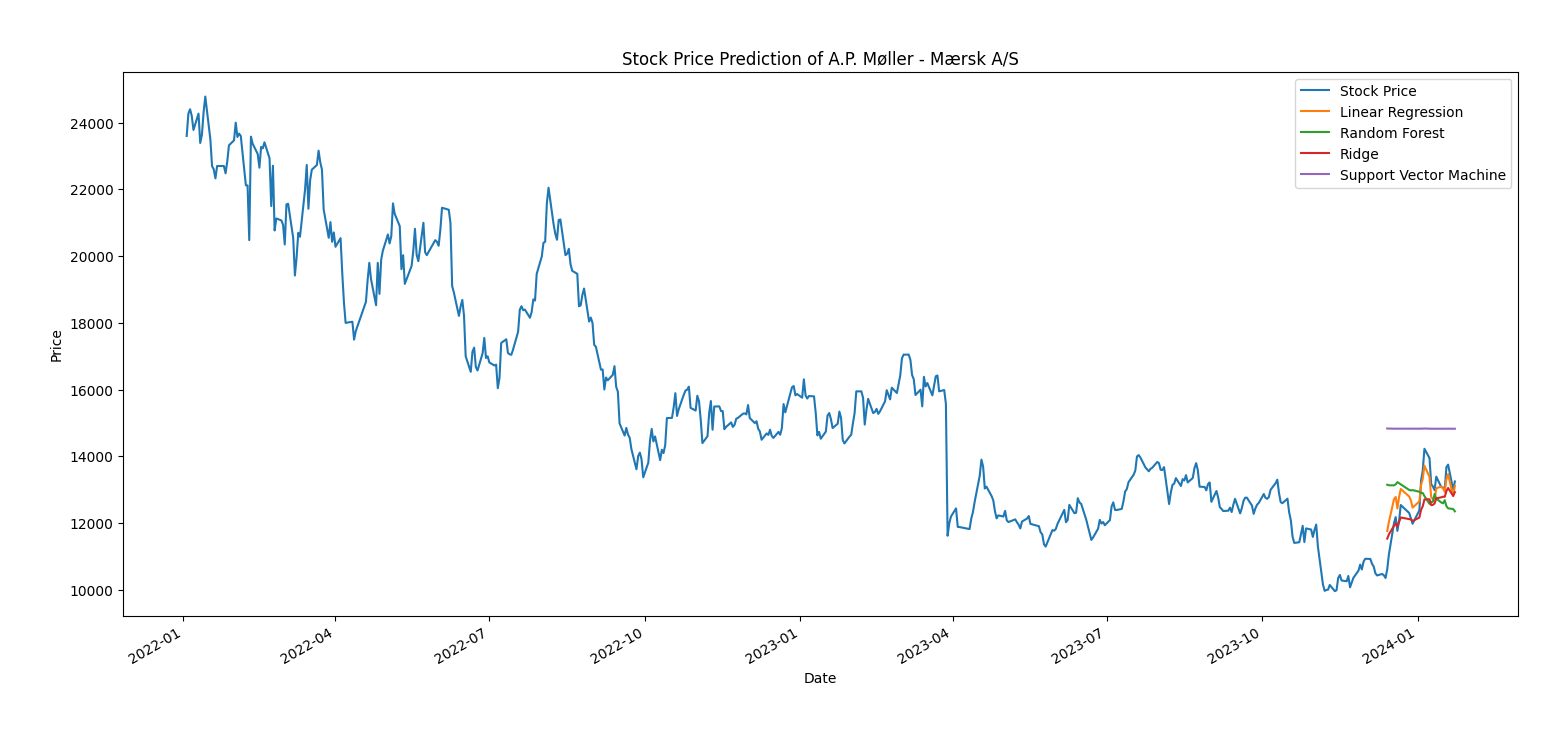 Stock Price Prediction of A.P. Møller - Mærsk A/S
Stock Price
Linear Regression
Random Forest
Ridge
Support Vector Machine
24000
22000
20000
18000
16000
14000
12000
10000
Price
2022-01
2022-04
2022-07
2022-10
2023-01
2023-04
2023-07
2023-10
2024-01
Date